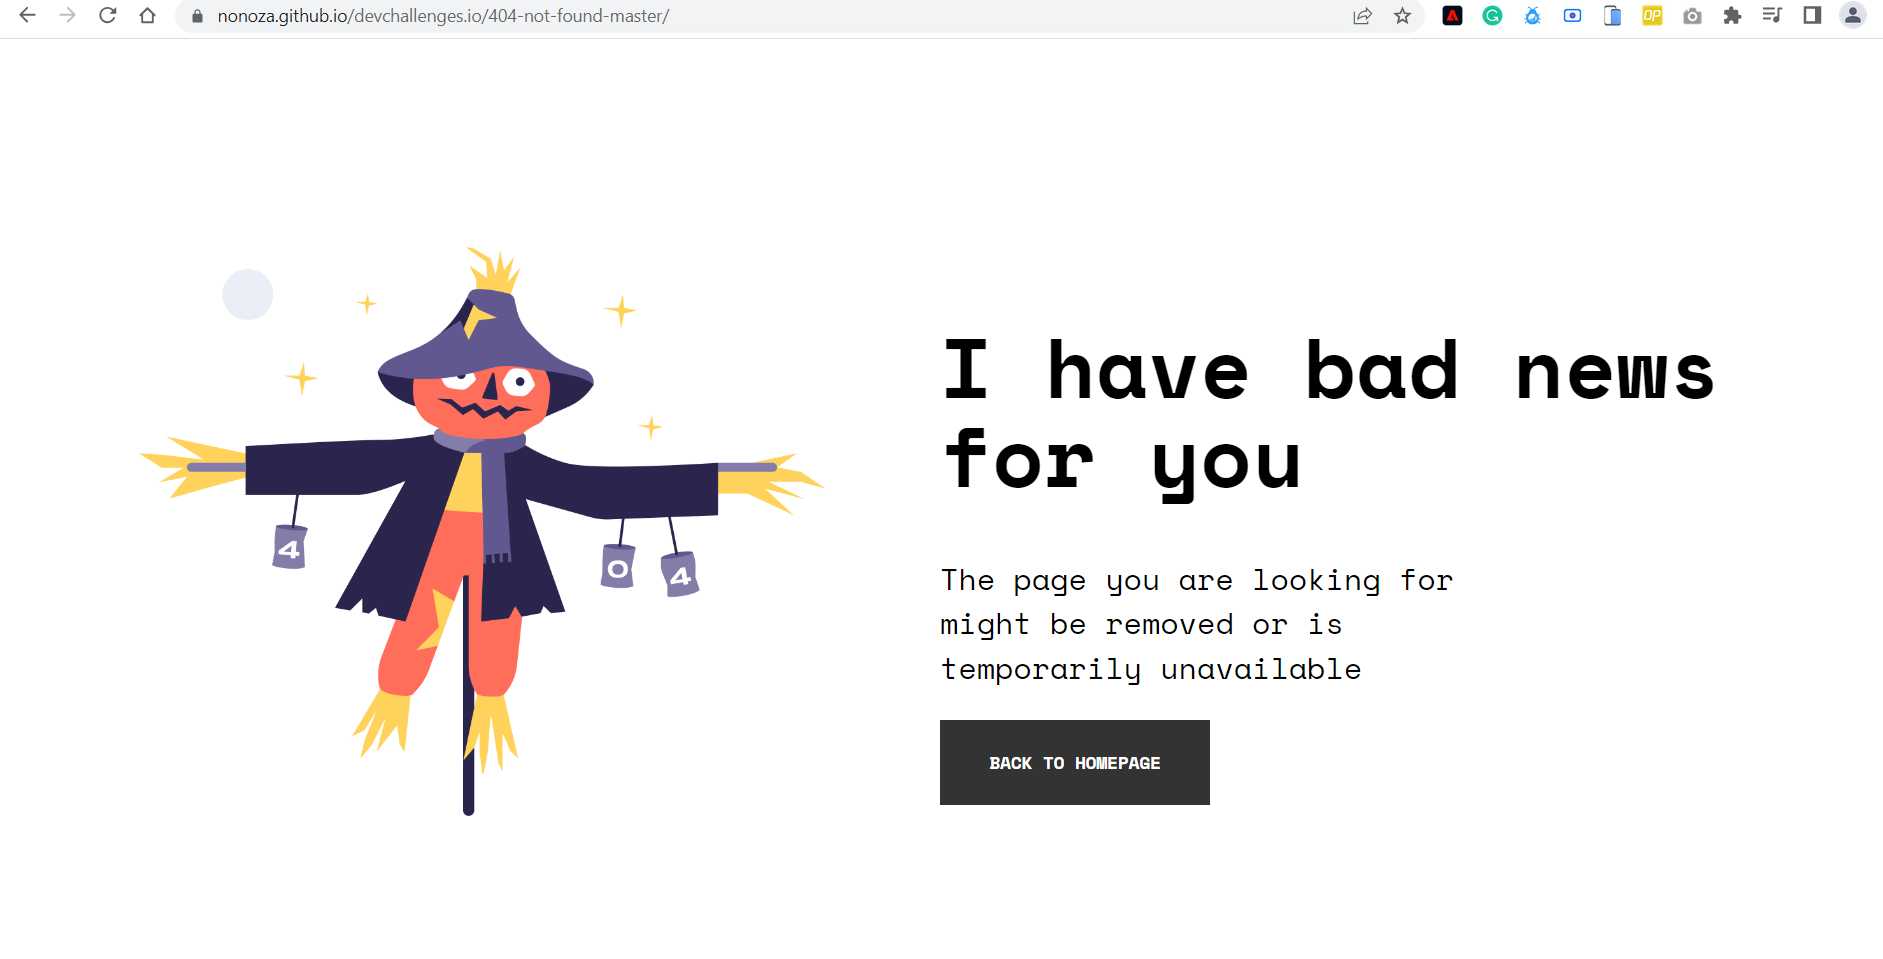 nonoza.github.io/devchallenges.io/404-not-found-master/
OP
I have bad news
for you
4
0
4
The page you are looking for
might be removed or is
temporarily unavailable
BACK TO HOMEPAGE